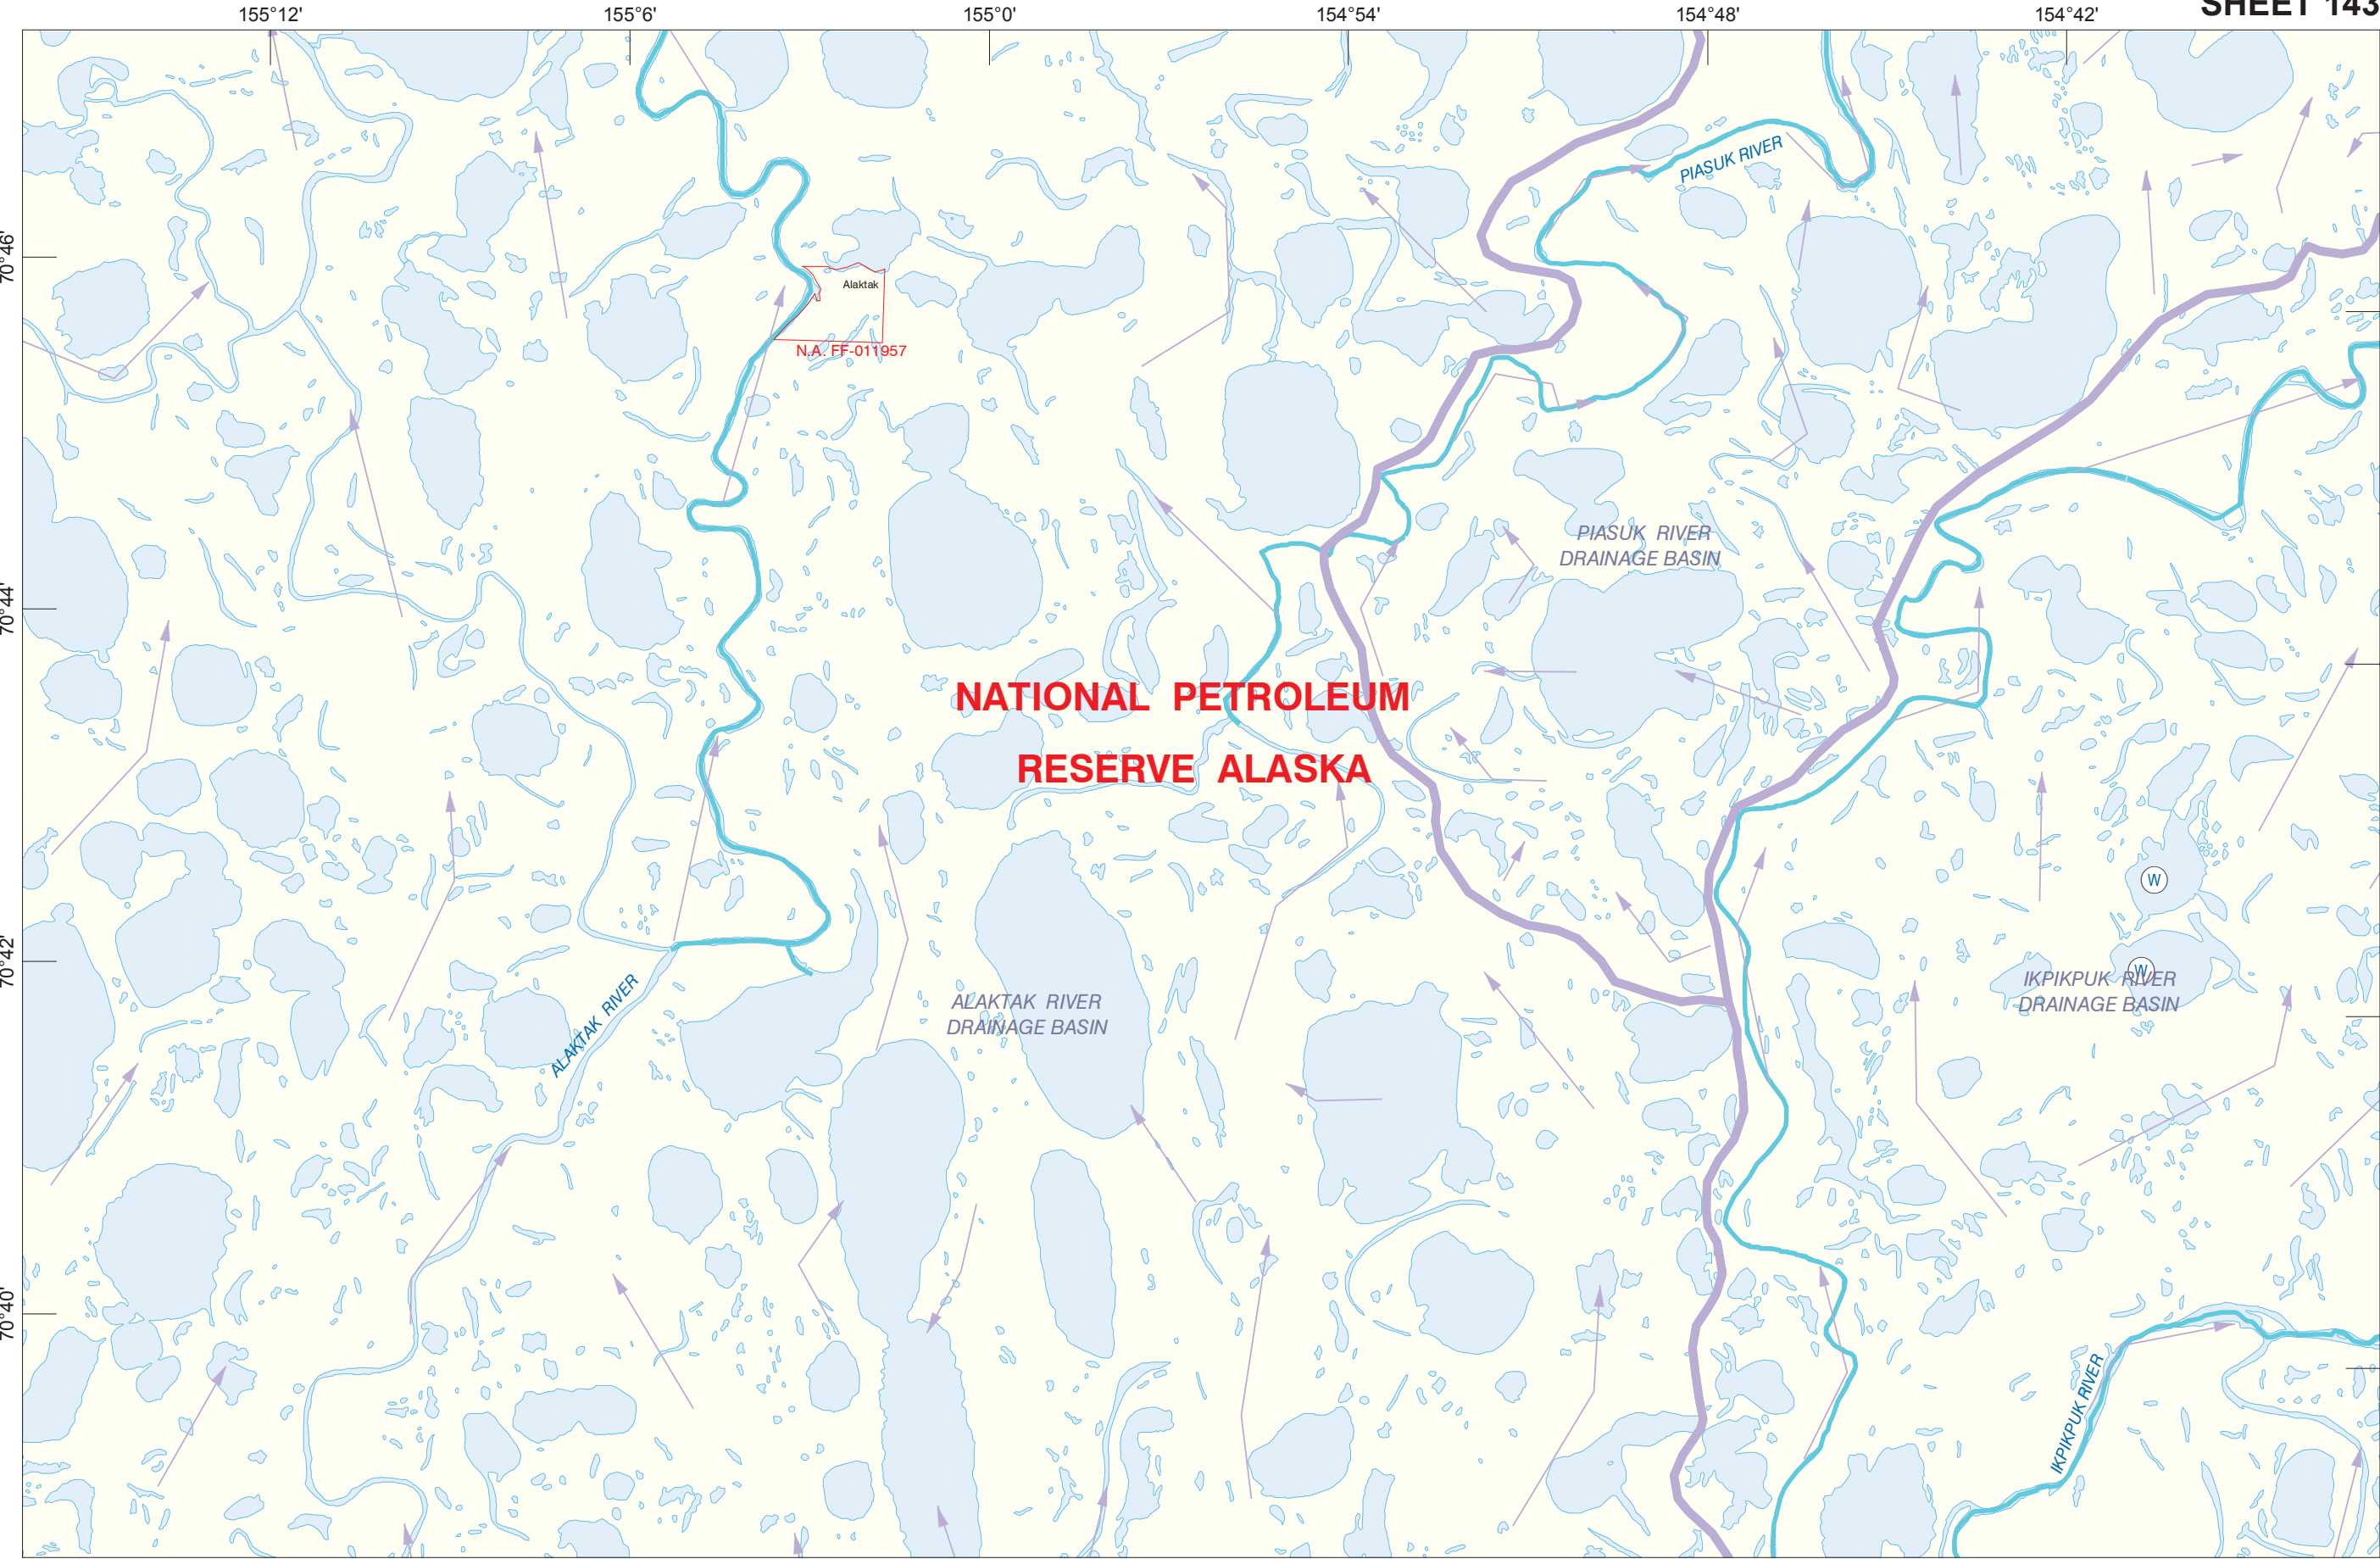 SHEET 143
155°12'
155°6'
155°0'
154°54'
154°48'
154°42'
70°46'
70°44'
70°42'
70°40'
PIASUK RIVER
Alaktak
N.A. FF-011957
PIASUK RIVER
DRAINAGE BASIN
NATIONAL PETROLEUM
RESERVE ALASKA
W
W
IKPIKPUK RIVER
DRAINAGE BASIN
ALAKTAK RIVER
ALAKTAK RIVER
DRAINAGE BASIN
IKPIKPUK RIVER